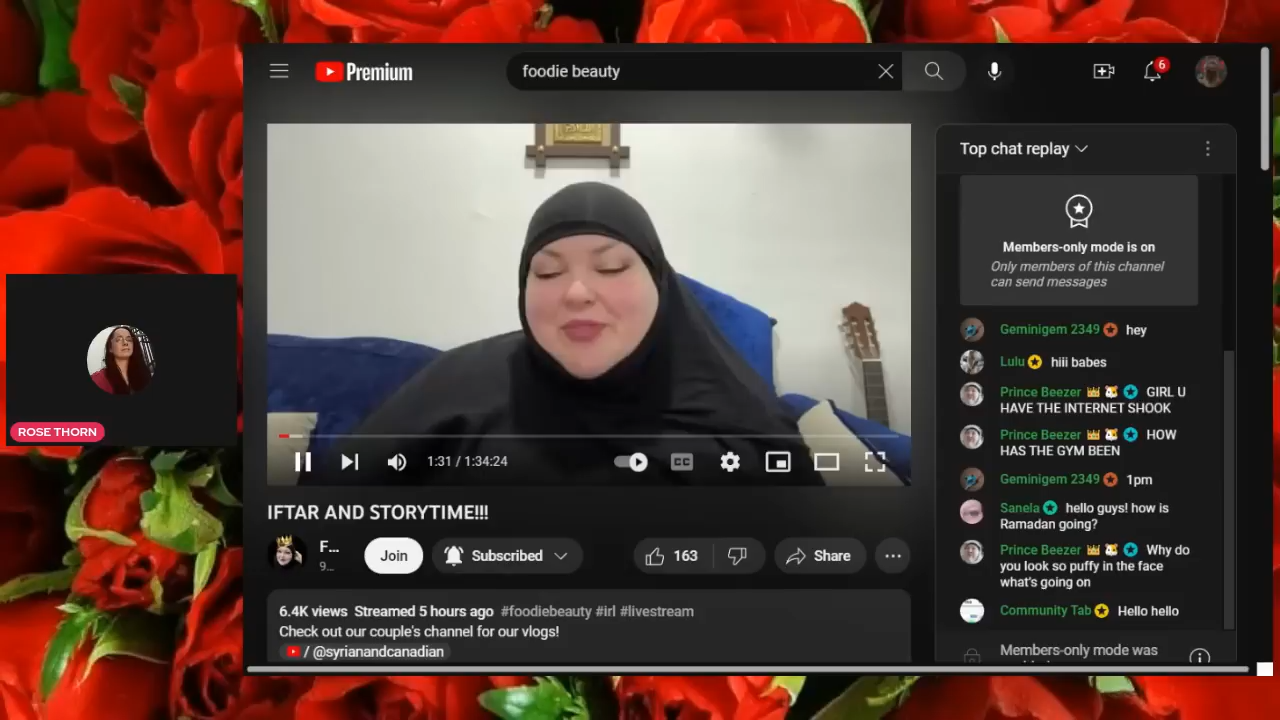 Premium
foodie beauty
6
Top chat replay
Members-only mode is on
Only members of this channel
can send messages
Geminigem 2349 hey
Lulu hiii babes
Prince Beezer GIRL U
HAVE THE INTERNET SHOOK
Prince Beezer HOW
HAS THE GYM BEEN
Geminigem 2349 1pm
Sanela hello guys! how is
Ramadan going?
Prince Beezer Why do
you look so puffy in the face
what's going on
Community Tab Hello hello
Members-only mode was
ROSE THORN
1:31 / 1:34:24
CC
IFTAR AND STORYTIME!!!
F...
9...
Join
Subscribed
163
Share
6.4K views Streamed 5 hours ago #foodiebeauty #irl #livestream
Check out our couple's channel for our vlogs!
/ @syrianandcanadian